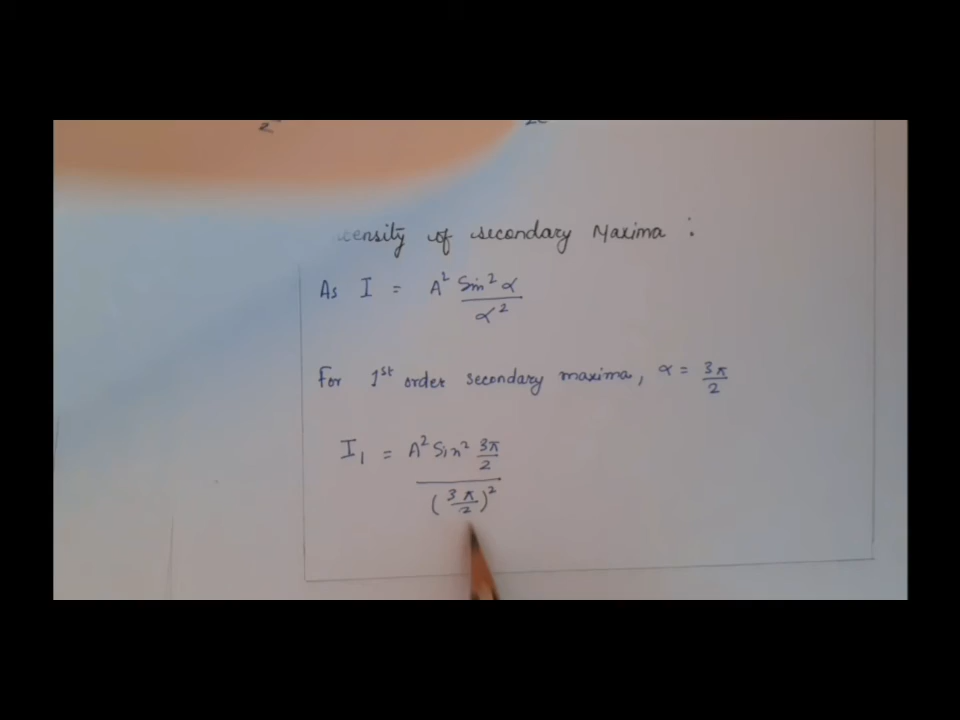 of secondary Maxima :
As I = A² Sin² α / α²
For 1st order secondary maxima, α = 3π/2
I₁ = A² Sin² 3π/2 / (3π/2)²